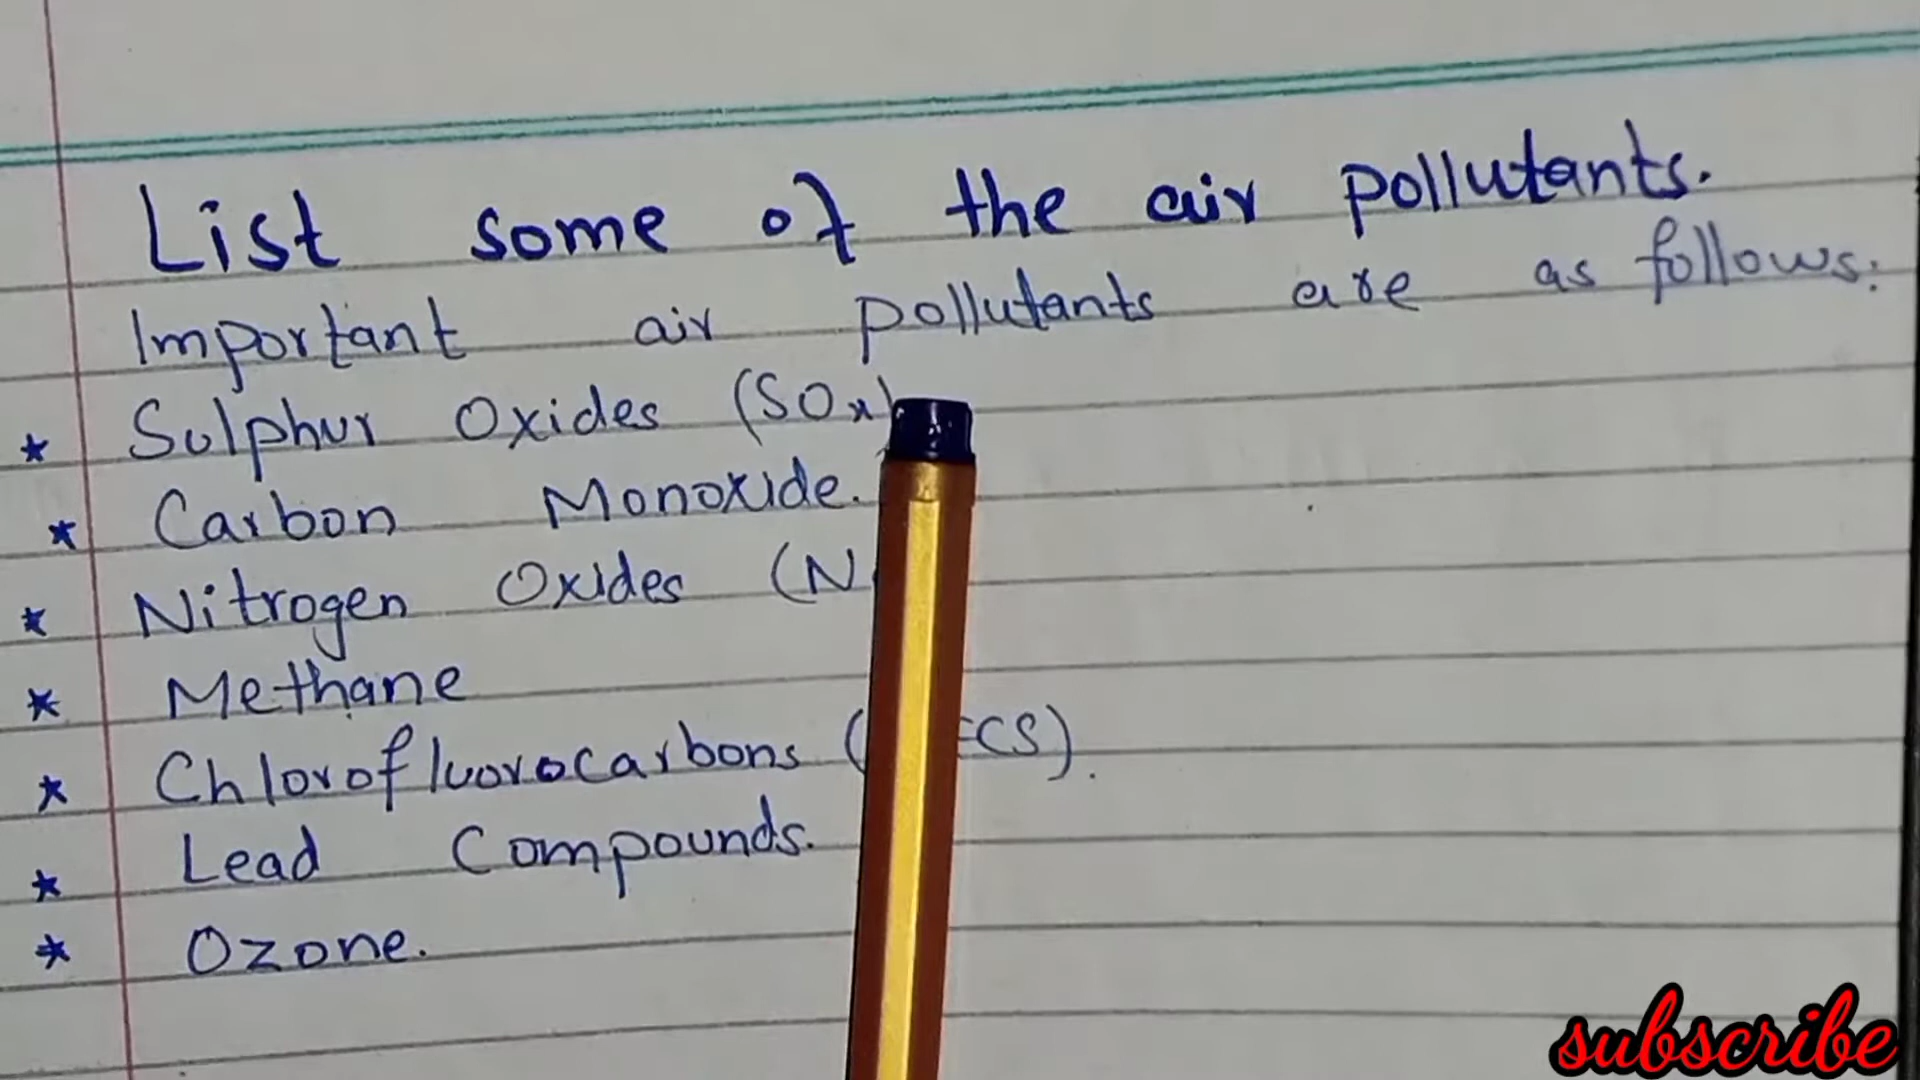 List some of the air pollutants.
Important air pollutants are as follows:
* Sulphur Oxides (SOx)
* Carbon Monoxide.
* Nitrogen Oxides (N
* Methane
* Chlorofluorocarbons ( FCS).
* Lead Compounds.
* Ozone.
subscribe